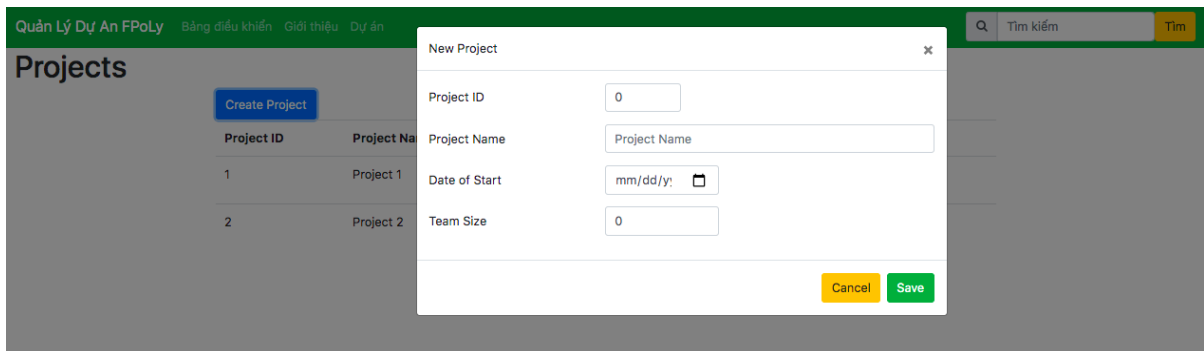 Quản Lý Dự Án FPoLy Bảng điều khiển Giới thiệu Dự án Tìm kiếm Tìm
Projects
Create Project
Project ID Project Na
1 Project 1
2 Project 2
New Project ×
Project ID 0
Project Name Project Name
Date of Start mm/dd/y
Team Size 0
Cancel Save